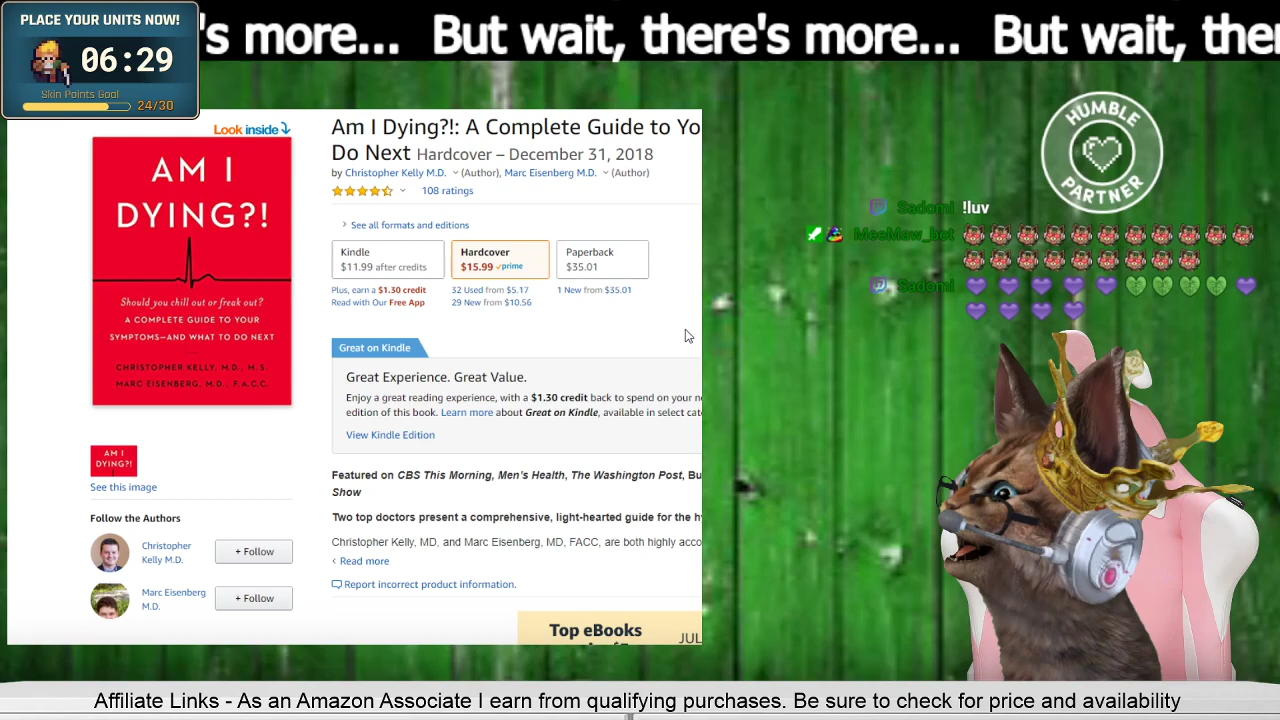 PLACE YOUR UNITS NOW!
06:29
Skin Points Goal
24/30
's more... But wait, there's more... But wait, ther
Look inside
AM I
DYING?!
Should you chill out or freak out?
A COMPLETE GUIDE TO YOUR
SYMPTOMS—AND WHAT TO DO NEXT
CHRISTOPHER KELLY, M.D., M.S.
MARC EISENBERG, M.D., F.A.C.C.
AM I
DYING?!
See this image
Follow the Authors
Christopher
Kelly M.D.
+ Follow
Marc Eisenberg
M.D.
+ Follow
Am I Dying?!: A Complete Guide to Yo
Do Next Hardcover – December 31, 2018
by Christopher Kelly M.D. (Author), Marc Eisenberg M.D. (Author)
108 ratings
See all formats and editions
Kindle
$11.99 after credits
Hardcover
$15.99 prime
Paperback
$35.01
Plus, earn a $1.30 credit
Read with Our Free App
32 Used from $5.17
29 New from $10.56
1 New from $35.01
Great on Kindle
Great Experience. Great Value.
Enjoy a great reading experience, with a $1.30 credit back to spend on your n
edition of this book. Learn more about Great on Kindle, available in select cat
View Kindle Edition
Featured on CBS This Morning, Men's Health, The Washington Post, Bu
Show
Two top doctors present a comprehensive, light-hearted guide for the h
Christopher Kelly, MD, and Marc Eisenberg, MD, FACC, are both highly acco
Read more
Report incorrect product information.
Top eBooks
JUL
HUMBLE
PARTNER
Sadomi !luv
MeeMaw_bot
Sadomi
Affiliate Links - As an Amazon Associate I earn from qualifying purchases. Be sure to check for price and availability